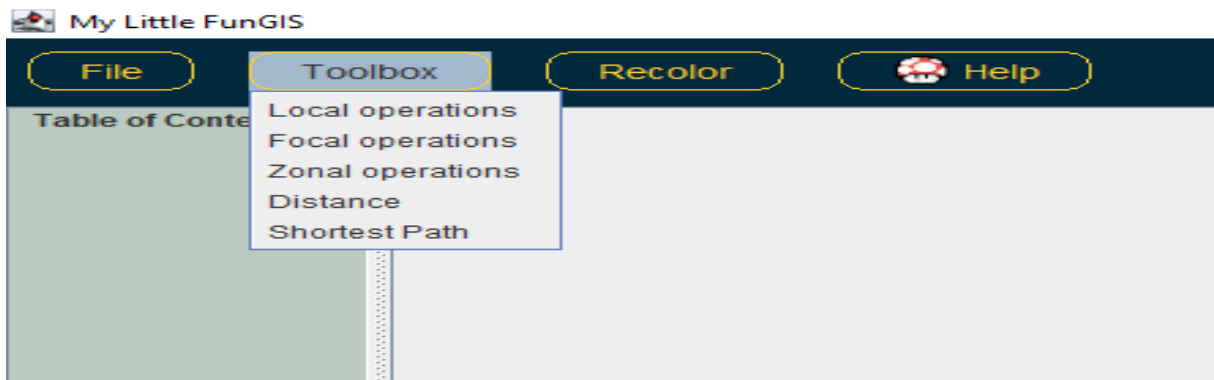 My Little FunGIS
File Toolbox Recolor Help
Table of Conte
Local operations
Focal operations
Zonal operations
Distance
Shortest Path